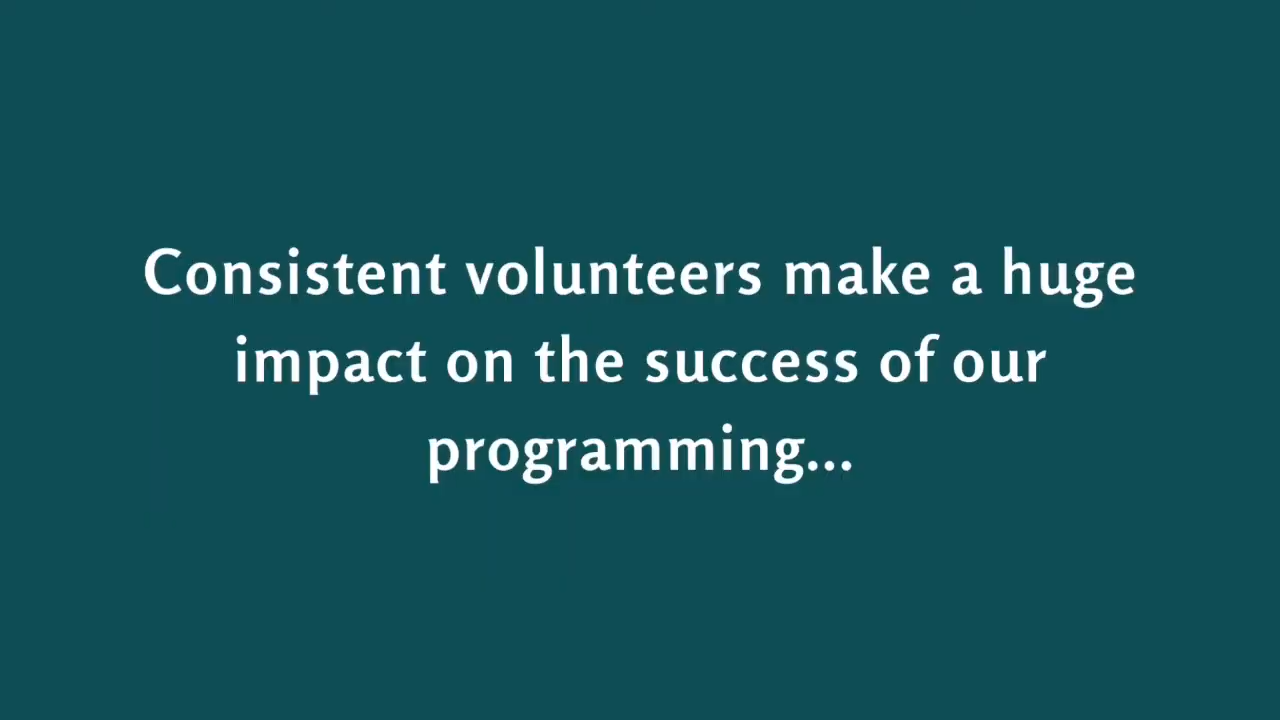 Consistent volunteers make a huge
impact on the success of our
programming...